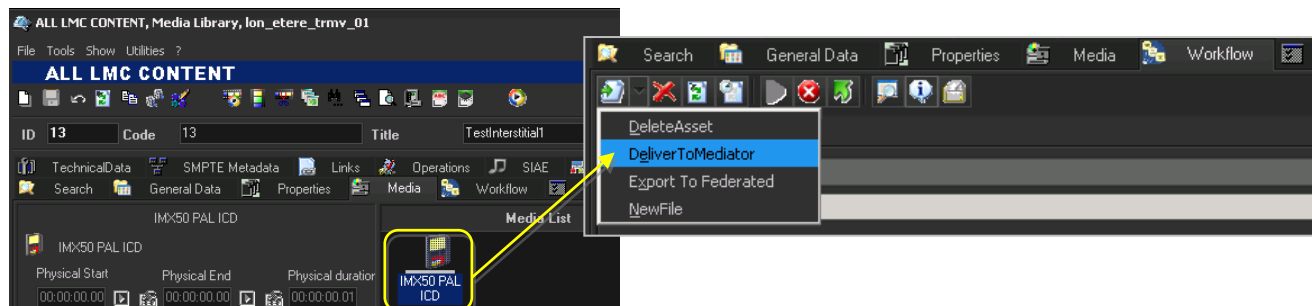 ALL LMC CONTENT, Media Library, lon_etere_trmv_01
File Tools Show Utilities ?
ALL LMC CONTENT
ID 13 Code 13 Title TestInterstitial1
TechnicalData SMPTE Metadata Links Operations SIAE
Search General Data Properties Media Workflow
IMX50 PAL ICD Media List
IMX50 PAL ICD
Physical Start Physical End Physical duration
00:00:00.00 00:00:00.00 00:00:00.01
IMX50 PAL
ICD
Search General Data Properties Media Workflow
DeleteAsset
DeliverToMediator
Export To Federated
NewFile